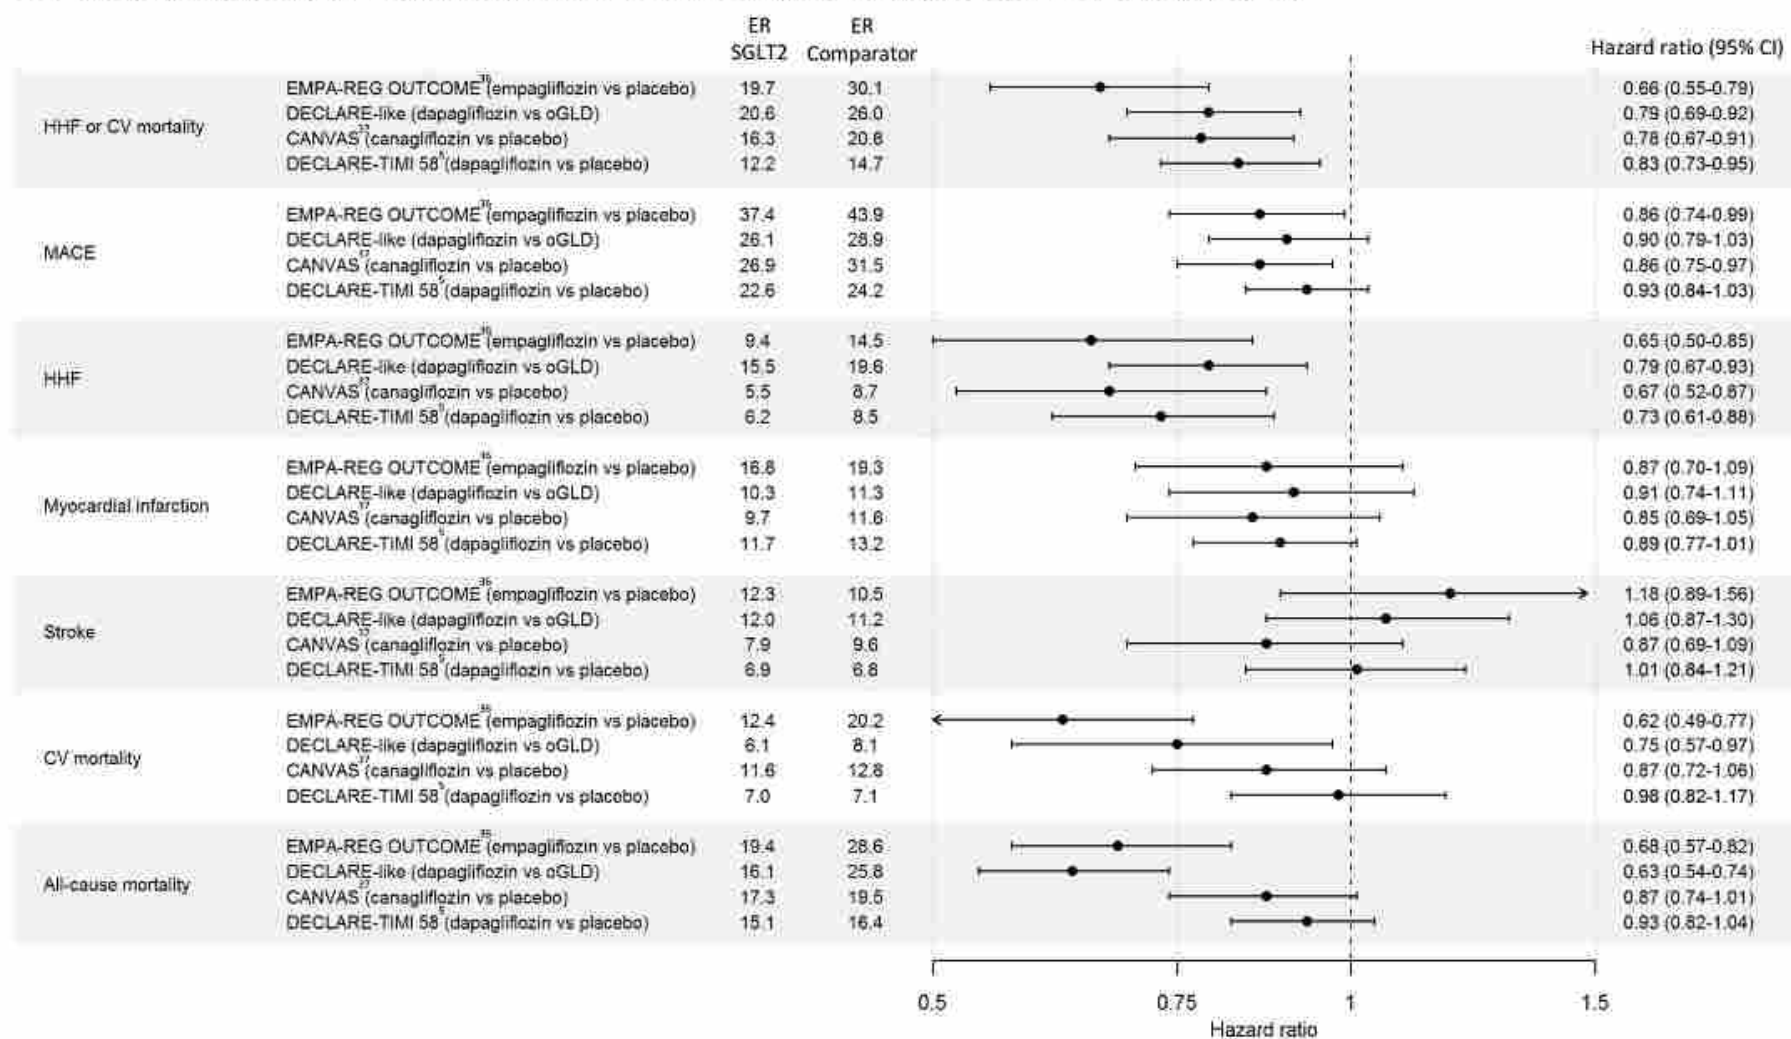 ER ER
SGLT2 Comparator Hazard ratio (95% CI)
HHF or CV mortality
EMPA-REG OUTCOME36 (empagliflozin vs placebo) 19.7 30.1 0.66 (0.55-0.79)
DECLARE-like (dapagliflozin vs oGLD) 20.6 26.0 0.79 (0.69-0.92)
CANVAS37 (canagliflozin vs placebo) 16.3 20.8 0.78 (0.67-0.91)
DECLARE-TIMI 58 (dapagliflozin vs placebo) 12.2 14.7 0.83 (0.73-0.95)
MACE
EMPA-REG OUTCOME36 (empagliflozin vs placebo) 37.4 43.9 0.86 (0.74-0.99)
DECLARE-like (dapagliflozin vs oGLD) 26.1 28.9 0.90 (0.79-1.03)
CANVAS37 (canagliflozin vs placebo) 26.9 31.5 0.86 (0.75-0.97)
DECLARE-TIMI 58 (dapagliflozin vs placebo) 22.6 24.2 0.93 (0.84-1.03)
HHF
EMPA-REG OUTCOME36 (empagliflozin vs placebo) 9.4 14.5 0.65 (0.50-0.85)
DECLARE-like (dapagliflozin vs oGLD) 15.5 19.6 0.79 (0.67-0.93)
CANVAS37 (canagliflozin vs placebo) 5.5 8.7 0.67 (0.52-0.87)
DECLARE-TIMI 58 (dapagliflozin vs placebo) 6.2 8.5 0.73 (0.61-0.88)
Myocardial infarction
EMPA-REG OUTCOME36 (empagliflozin vs placebo) 16.8 19.3 0.87 (0.70-1.09)
DECLARE-like (dapagliflozin vs oGLD) 10.3 11.3 0.91 (0.74-1.11)
CANVAS37 (canagliflozin vs placebo) 9.7 11.6 0.85 (0.69-1.05)
DECLARE-TIMI 58 (dapagliflozin vs placebo) 11.7 13.2 0.89 (0.77-1.01)
Stroke
EMPA-REG OUTCOME36 (empagliflozin vs placebo) 12.3 10.5 1.18 (0.89-1.56)
DECLARE-like (dapagliflozin vs oGLD) 12.0 11.2 1.06 (0.87-1.30)
CANVAS37 (canagliflozin vs placebo) 7.9 9.6 0.87 (0.69-1.09)
DECLARE-TIMI 58 (dapagliflozin vs placebo) 6.9 6.8 1.01 (0.84-1.21)
CV mortality
EMPA-REG OUTCOME36 (empagliflozin vs placebo) 12.4 20.2 0.62 (0.49-0.77)
DECLARE-like (dapagliflozin vs oGLD) 6.1 8.1 0.75 (0.57-0.97)
CANVAS37 (canagliflozin vs placebo) 11.6 12.8 0.87 (0.72-1.06)
DECLARE-TIMI 58 (dapagliflozin vs placebo) 7.0 7.1 0.98 (0.82-1.17)
All-cause mortality
EMPA-REG OUTCOME36 (empagliflozin vs placebo) 19.4 28.6 0.68 (0.57-0.82)
DECLARE-like (dapagliflozin vs oGLD) 16.1 25.8 0.63 (0.54-0.74)
CANVAS37 (canagliflozin vs placebo) 17.3 19.5 0.87 (0.74-1.01)
DECLARE-TIMI 58 (dapagliflozin vs placebo) 15.1 16.4 0.93 (0.82-1.04)
0.5 0.75 1 1.5
Hazard ratio